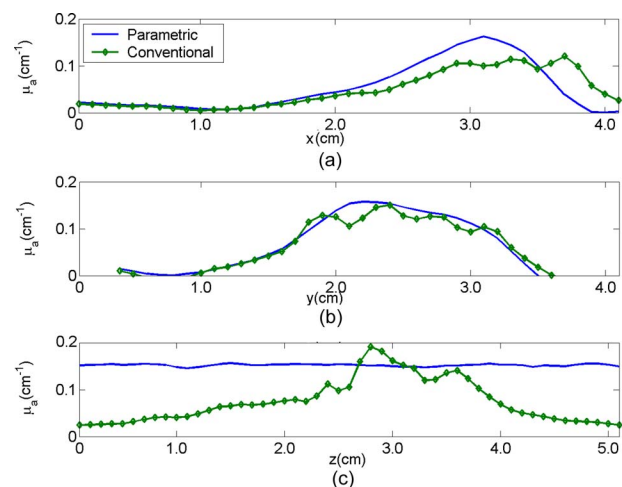 0.2
Parametric
Conventional
0.1
0
μa(cm-1)
0 1.0 2.0 3.0 4.0
x(cm)
(a)
0.2
0.1
0
μa(cm-1)
0 1.0 2.0 3.0 4.0
y(cm)
(b)
0.2
0.1
0
μa(cm-1)
0 1.0 2.0 3.0 4.0 5.0
z(cm)
(c)